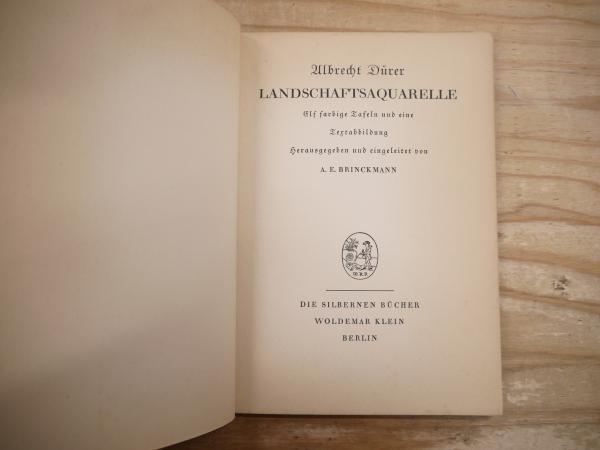 Albrecht Dürer
LANDSCHAFTSAQUARELLE
Elf farbige Tafeln und eine
Textabbildung
Herausgegeben und eingeleitet von
A. E. BRINCKMANN
W.K.B.
DIE SILBERNEN BÜCHER
WOLDEMAR KLEIN
BERLIN